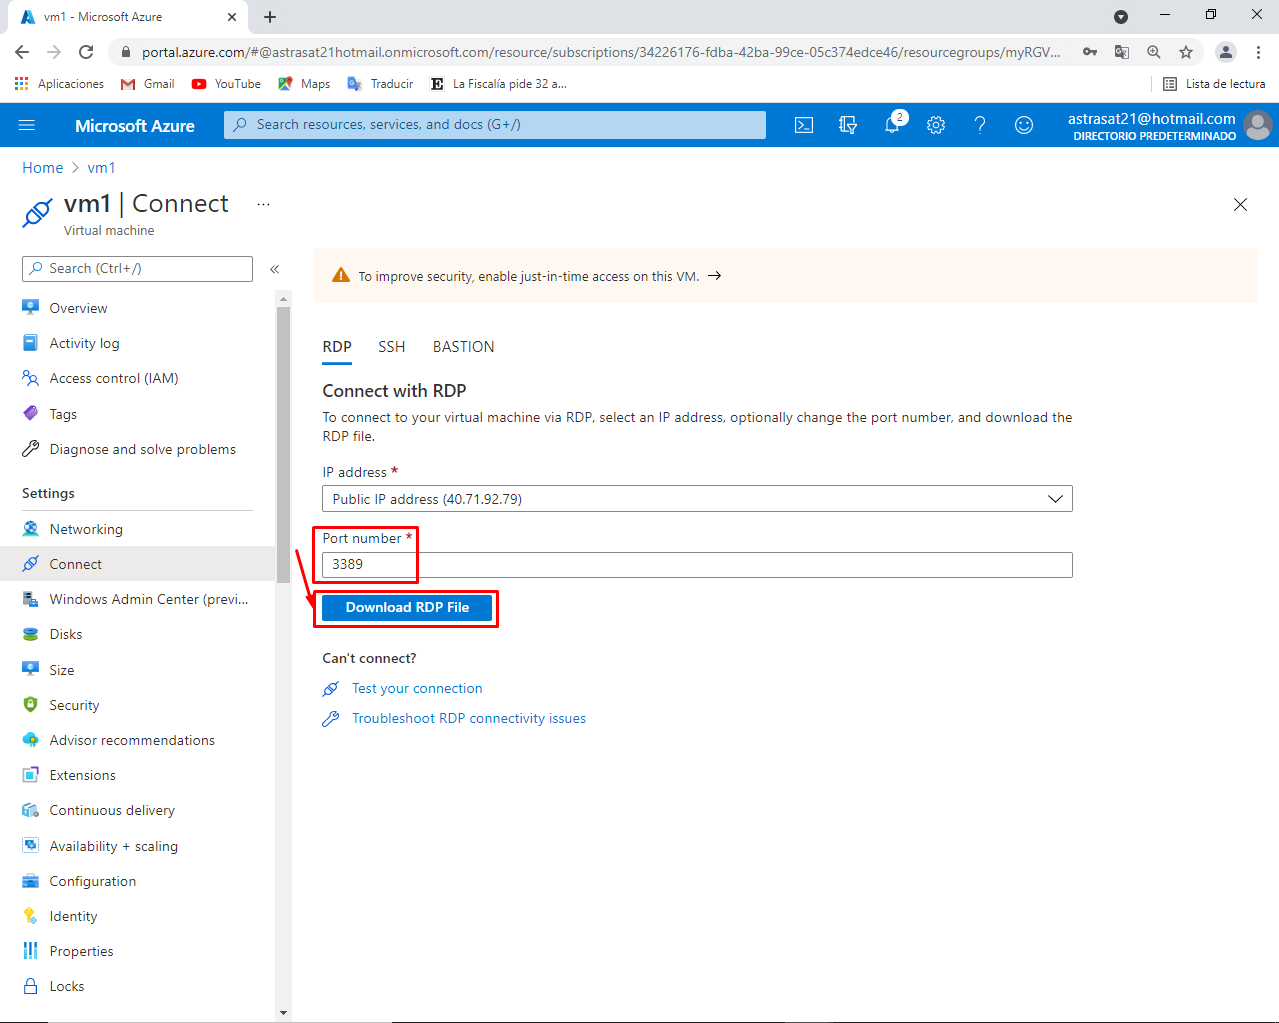 vm1 - Microsoft Azure
portal.azure.com/#@astrasat21hotmail.onmicrosoft.com/resource/subscriptions/34226176-fdba-42ba-99ce-05c374edce46/resourcegroups/myRGV...
Aplicaciones
Gmail
YouTube
Maps
Traducir
La Fiscalía pide 32 a...
Lista de lectura
Microsoft Azure
Search resources, services, and docs (G+/)
2
astrasat21@hotmail.com
DIRECTORIO PREDETERMINADO
Home > vm1
vm1 | Connect ...
Virtual machine
Search (Ctrl+/)
«
Overview
Activity log
Access control (IAM)
Tags
Diagnose and solve problems
Settings
Networking
Connect
Windows Admin Center (previ...
Disks
Size
Security
Advisor recommendations
Extensions
Continuous delivery
Availability + scaling
Configuration
Identity
Properties
Locks
To improve security, enable just-in-time access on this VM. →
RDP
SSH
BASTION
Connect with RDP
To connect to your virtual machine via RDP, select an IP address, optionally change the port number, and download the
RDP file.
IP address *
Public IP address (40.71.92.79)
Port number *
3389
Download RDP File
Can't connect?
Test your connection
Troubleshoot RDP connectivity issues